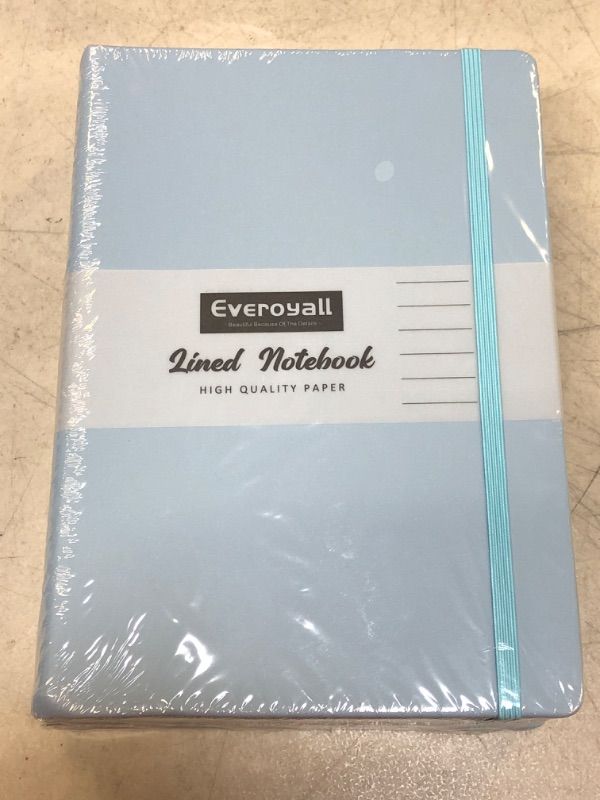 Everoyall
Beautiful Because Of The Details
Lined Notebook
HIGH QUALITY PAPER